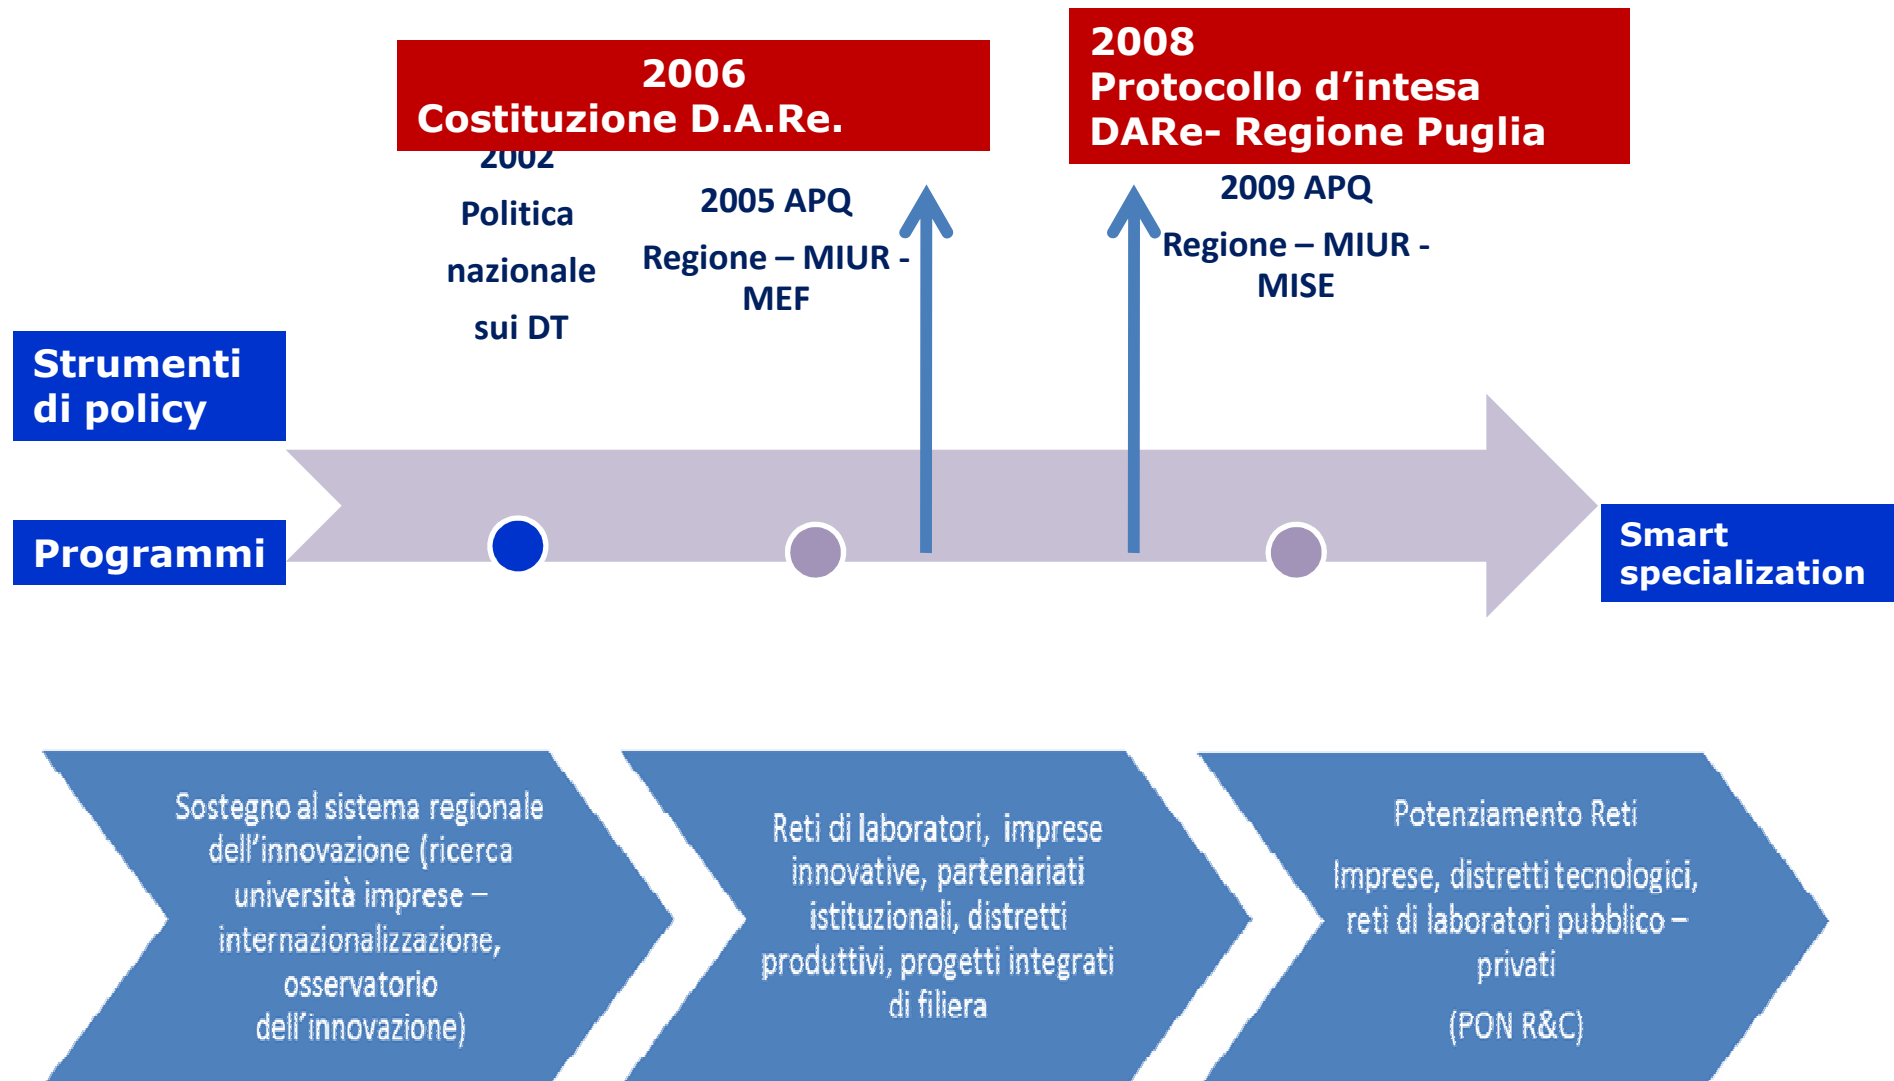 2006
Costituzione D.A.Re.
2008
Protocollo d’intesa
DARe- Regione Puglia
2002
Politica
nazionale
sui DT
2005 APQ
Regione – MIUR -
MEF
2009 APQ
Regione – MIUR -
MISE
Strumenti
di policy
Programmi
Smart
specialization
Sostegno al sistema regionale
dell’innovazione (ricerca
università imprese –
internazionalizzazione,
osservatorio
dell’innovazione)
Reti di laboratori, imprese
innovative, partenariati
istituzionali, distretti
produttivi, progetti integrati
di filiera
Potenziamento Reti
Imprese, distretti tecnologici,
reti di laboratori pubblico –
privati
(PON R&C)